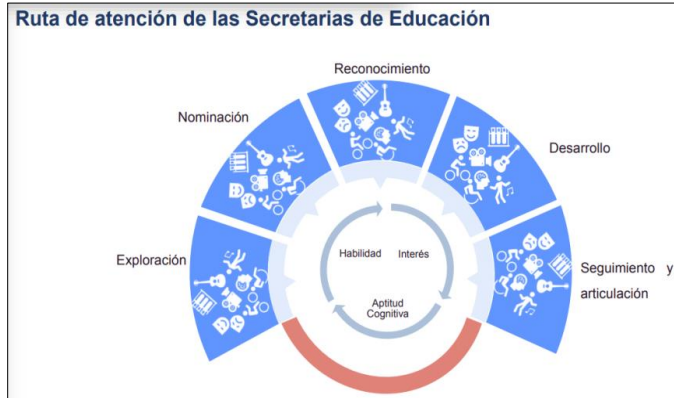 Ruta de atención de las Secretarias de Educación
Reconocimiento
Nominación
Desarrollo
Exploración
Habilidad
Interés
Aptitud
Cognitiva
Seguimiento y
articulación